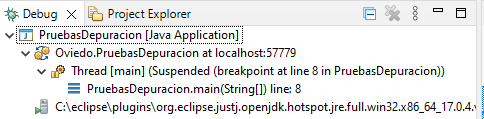 Debug Project Explorer
PruebasDepuracion [Java Application]
Oviedo.PruebasDepuracion at localhost:57779
Thread [main] (Suspended (breakpoint at line 8 in PruebasDepuracion))
PruebasDepuracion.main(String[]) line: 8
C:\eclipse\plugins\org.eclipse.justj.openjdk.hotspot.jre.full.win32.x86_64_17.0.4.